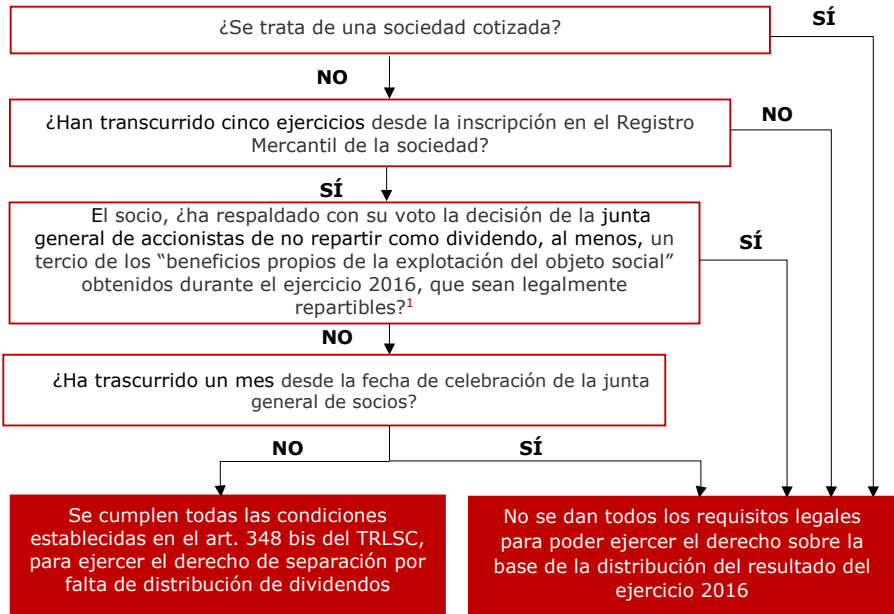 ¿Se trata de una sociedad cotizada?
SÍ
NO
¿Han transcurrido cinco ejercicios desde la inscripción en el Registro
Mercantil de la sociedad?
NO
SÍ
El socio, ¿ha respaldado con su voto la decisión de la junta
general de accionistas de no repartir como dividendo, al menos, un
tercio de los “beneficios propios de la explotación del objeto social”
obtenidos durante el ejercicio 2016, que sean legalmente
repartibles?1
SÍ
NO
¿Ha trascurrido un mes desde la fecha de celebración de la junta
general de socios?
NO
SÍ
Se cumplen todas las condiciones
establecidas en el art. 348 bis del TRLSC,
para ejercer el derecho de separación por
falta de distribución de dividendos
No se dan todos los requisitos legales
para poder ejercer el derecho sobre la
base de la distribución del resultado del
ejercicio 2016